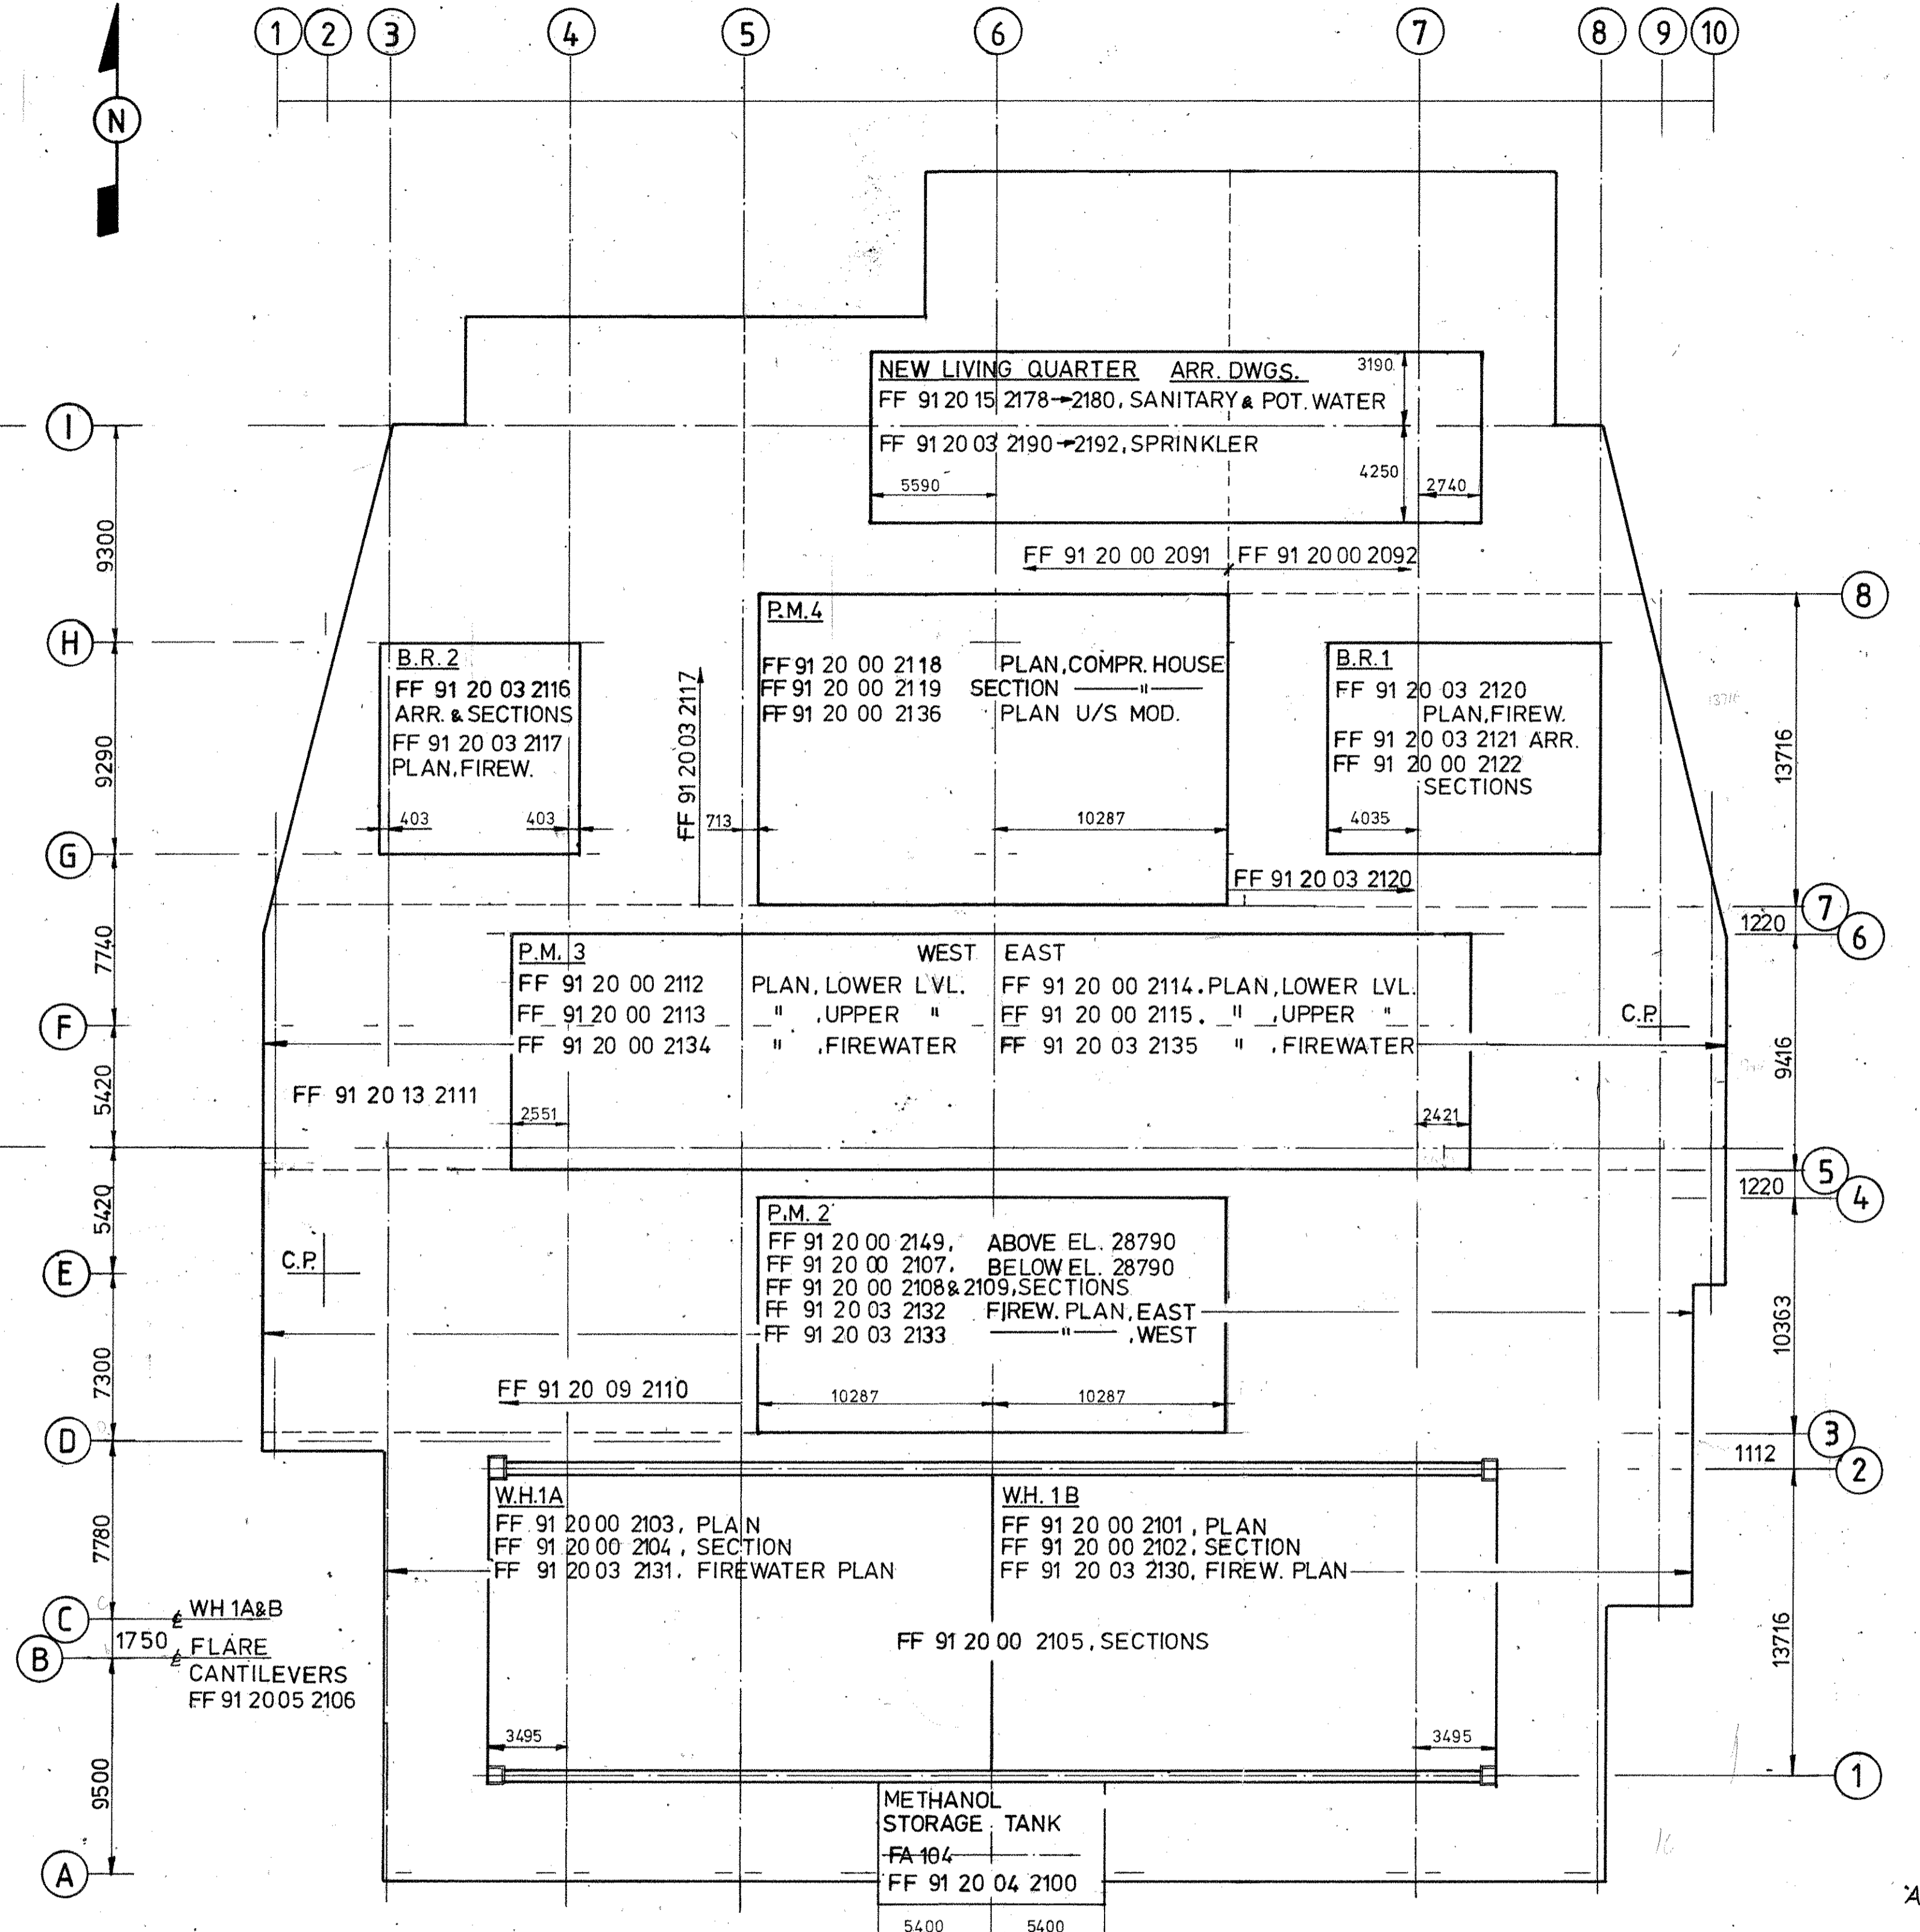 1 2 3 4 5 6 7 8 9 10
N
NEW LIVING QUARTER ARR. DWGS. 3190
FF 91 20 15 2178→2180, SANITARY & POT. WATER
I
FF 91 20 03 2190→2192, SPRINKLER
4250
5590 2740
9300
FF 91 20 00 2091 FF 91 20 00 2092
8
H
P.M.4
FF 91 20 00 2118 PLAN, COMPR. HOUSE
FF 91 20 00 2119 SECTION —"—
FF 91 20 00 2136 PLAN U/S MOD.
10287
B.R.2
FF 91 20 03 2116
ARR. & SECTIONS
FF 91 20 03 2117
PLAN, FIREW.
403 403
FF 91 20 03 2117
713
B.R.1
FF 91 20 03 2120
PLAN, FIREW.
FF 91 20 03 2121 ARR.
FF 91 20 00 2122
SECTIONS
4035
9290
13716
13716
G
FF 91 20 03 2120
7
1220
6
7740
P.M. 3 WEST EAST
FF 91 20 00 2112 PLAN, LOWER LVL. FF 91 20 00 2114. PLAN, LOWER LVL.
FF 91 20 00 2113 " , UPPER " FF 91 20 00 2115. " , UPPER "
FF 91 20 00 2134 " , FIREWATER FF 91 20 03 2135 " , FIREWATER
F
C.P.
FF 91 20 13 2111
2551 2421
5420
9416
5
1220
4
5420
P.M. 2
FF 91 20 00 2149, ABOVE EL. 28790
FF 91 20 00 2107, BELOW EL. 28790
FF 91 20 00 2108 & 2109, SECTIONS
FF 91 20 03 2132 FIREW. PLAN, EAST
FF 91 20 03 2133 —"— , WEST
C.P.
E
7300
10363
FF 91 20 09 2110
10287 10287
D
3
1112
2
W.H.1A
FF 91 20 00 2103, PLAN
FF 91 20 00 2104, SECTION
FF 91 20 03 2131. FIREWATER PLAN
W.H. 1B
FF 91 20 00 2101, PLAN
FF 91 20 00 2102, SECTION
FF 91 20 03 2130, FIREW. PLAN
7780
C
℄ WH 1A&B
1750
B
℄ FLARE
CANTILEVERS
FF 91 20 05 2106
FF 91 20 00 2105, SECTIONS
13716
3495 3495
9500
1
METHANOL
STORAGE TANK
FA 104
FF 91 20 04 2100
A
16
A
5400 5400